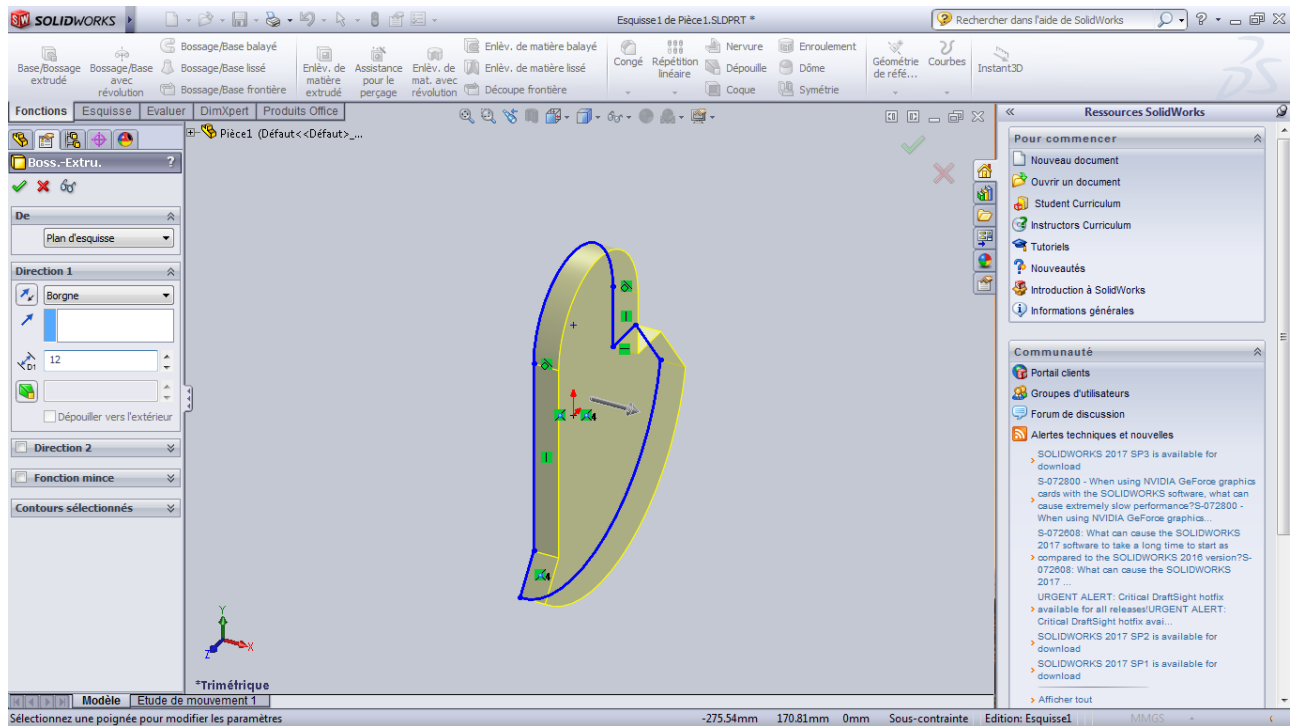 SOLIDWORKS
Esquisse1 de Pièce1.SLDPRT *
Rechercher dans l'aide de SolidWorks
Base/Bossage extrudé
Bossage/Base avec révolution
Bossage/Base balayé
Bossage/Base lissé
Bossage/Base frontière
Enlèv. de matière extrudé
Assistance pour le perçage
Enlèv. de mat. avec révolution
Enlèv. de matière balayé
Enlèv. de matière lissé
Découpe frontière
Congé
Répétition linéaire
Nervure
Dépouille
Coque
Enroulement
Dôme
Symétrie
Géométrie de réfé...
Courbes
Instant3D
Fonctions
Esquisse
Evaluer
DimXpert
Produits Office
Pièce1 (Défaut<<Défaut>_...
Boss.-Extru.
?
De
Plan d'esquisse
Direction 1
Borgne
D1
12
Dépouiller vers l'extérieur
Direction 2
Fonction mince
Contours sélectionnés
4
4
Y
X
Z
*Trimétrique
Ressources SolidWorks
Pour commencer
Nouveau document
Ouvrir un document
Student Curriculum
Instructors Curriculum
Tutoriels
Nouveautés
Introduction à SolidWorks
Informations générales
Communauté
Portail clients
Groupes d'utilisateurs
Forum de discussion
Alertes techniques et nouvelles
SOLIDWORKS 2017 SP3 is available for
download
S-072800 - When using NVIDIA GeForce graphics
cards with the SOLIDWORKS software, what can
cause extremely slow performance?S-072800 -
When using NVIDIA GeForce graphics...
S-072608: What can cause the SOLIDWORKS
2017 software to take a long time to start as
compared to the SOLIDWORKS 2016 version?S-
072608: What can cause the SOLIDWORKS
2017 ...
URGENT ALERT: Critical DraftSight hotfix
available for all releases!URGENT ALERT:
Critical DraftSight hotfix avai...
SOLIDWORKS 2017 SP2 is available for
download
SOLIDWORKS 2017 SP1 is available for
download
Afficher tout
Modèle
Etude de mouvement 1
Sélectionnez une poignée pour modifier les paramètres
-275.54mm 170.81mm 0mm Sous-contrainte Edition: Esquisse1 MMGS